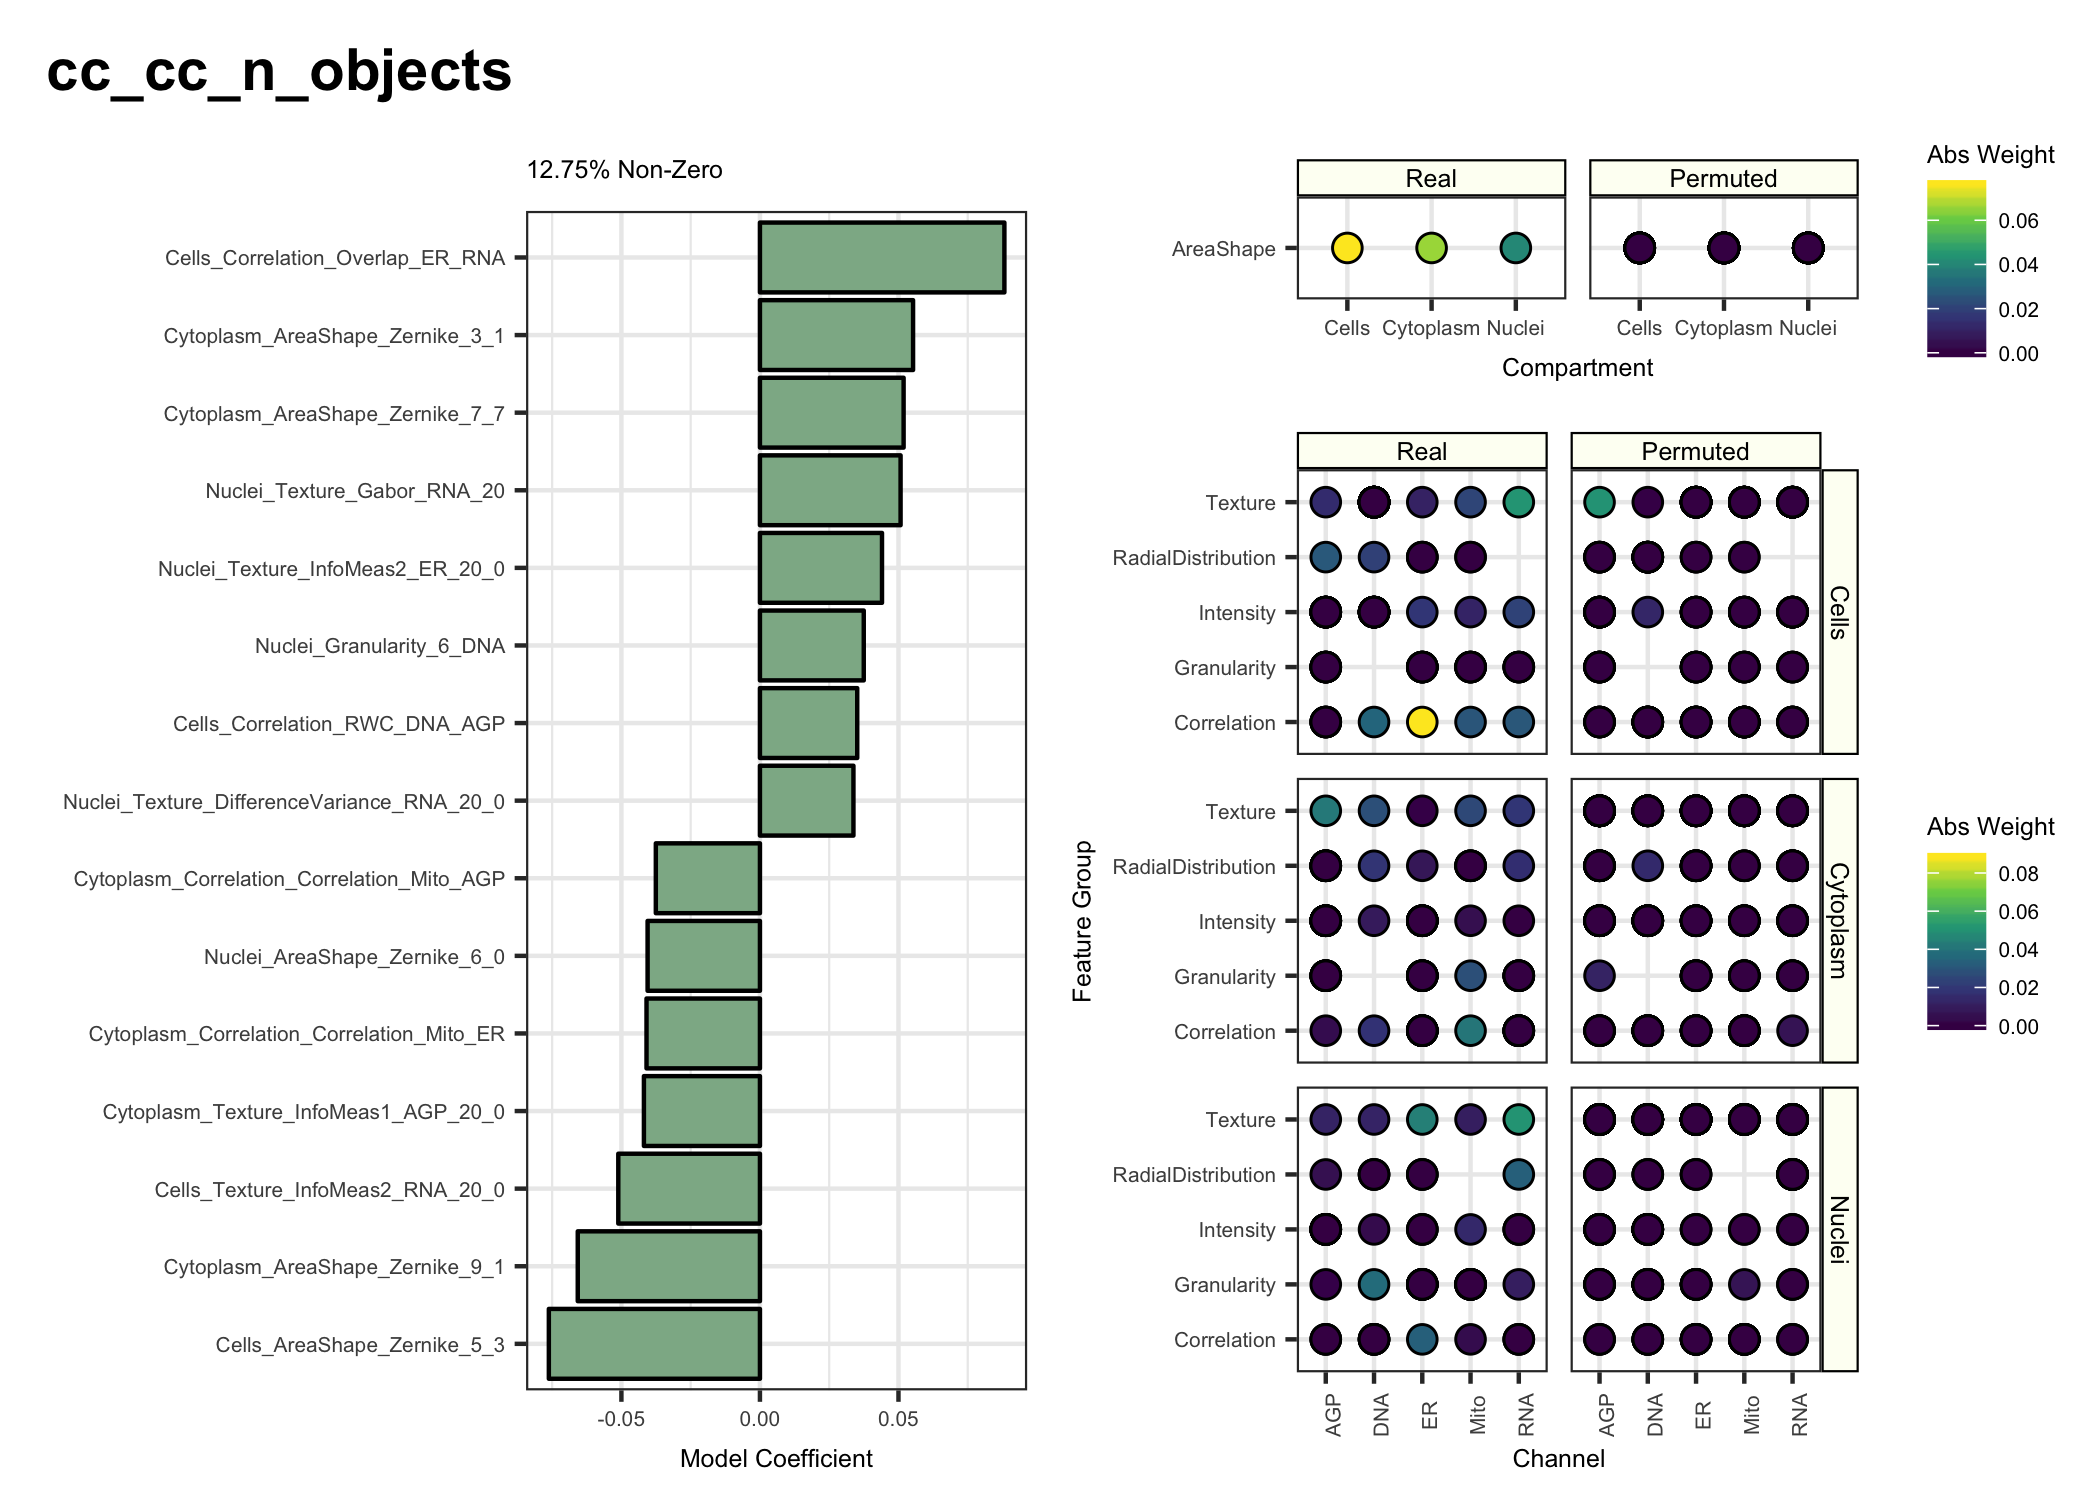 cc_cc_n_objects
12.75% Non-Zero
Cells_Correlation_Overlap_ER_RNA
Cytoplasm_AreaShape_Zernike_3_1
Cytoplasm_AreaShape_Zernike_7_7
Nuclei_Texture_Gabor_RNA_20
Nuclei_Texture_InfoMeas2_ER_20_0
Nuclei_Granularity_6_DNA
Cells_Correlation_RWC_DNA_AGP
Nuclei_Texture_DifferenceVariance_RNA_20_0
Cytoplasm_Correlation_Correlation_Mito_AGP
Nuclei_AreaShape_Zernike_6_0
Cytoplasm_Correlation_Correlation_Mito_ER
Cytoplasm_Texture_InfoMeas1_AGP_20_0
Cells_Texture_InfoMeas2_RNA_20_0
Cytoplasm_AreaShape_Zernike_9_1
Cells_AreaShape_Zernike_5_3
-0.05 0.00 0.05
Model Coefficient
Real Permuted
AreaShape
Cells Cytoplasm Nuclei Cells Cytoplasm Nuclei
Compartment
Abs Weight
0.06
0.04
0.02
0.00
Feature Group
Real Permuted
Texture
RadialDistribution
Intensity
Granularity
Correlation
Cells
Texture
RadialDistribution
Intensity
Granularity
Correlation
Cytoplasm
Texture
RadialDistribution
Intensity
Granularity
Correlation
Nuclei
AGP DNA ER Mito RNA AGP DNA ER Mito RNA
Channel
Abs Weight
0.08
0.06
0.04
0.02
0.00